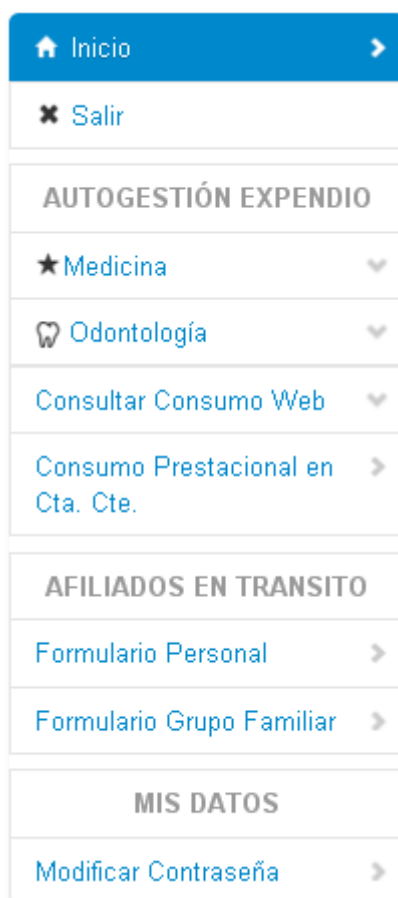 Inicio
Salir
AUTOGESTIÓN EXPENDIO
Medicina
Odontología
Consultar Consumo Web
Consumo Prestacional en
Cta. Cte.
AFILIADOS EN TRANSITO
Formulario Personal
Formulario Grupo Familiar
MIS DATOS
Modificar Contraseña